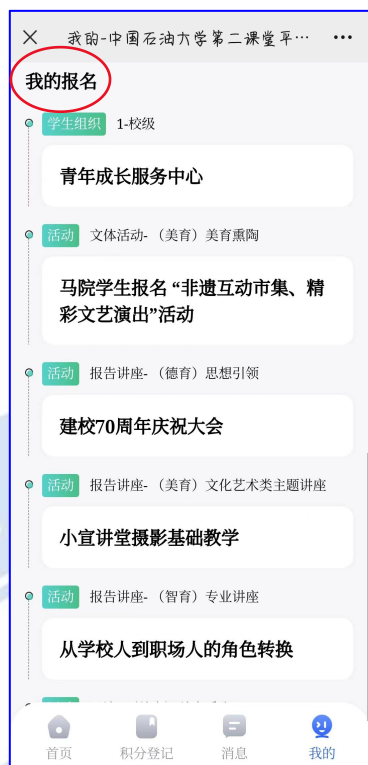 我的-中国石油大学第二课堂平…
我的报名
学生组织 1-校级
青年成长服务中心
活动 文体活动-（美育）美育熏陶
马院学生报名 “非遗互动市集、精
彩文艺演出”活动
活动 报告讲座-（德育）思想引领
建校70周年庆祝大会
活动 报告讲座-（美育）文化艺术类主题讲座
小宣讲堂摄影基础教学
活动 报告讲座-（智育）专业讲座
从学校人到职场人的角色转换
首页 积分登记 消息 我的